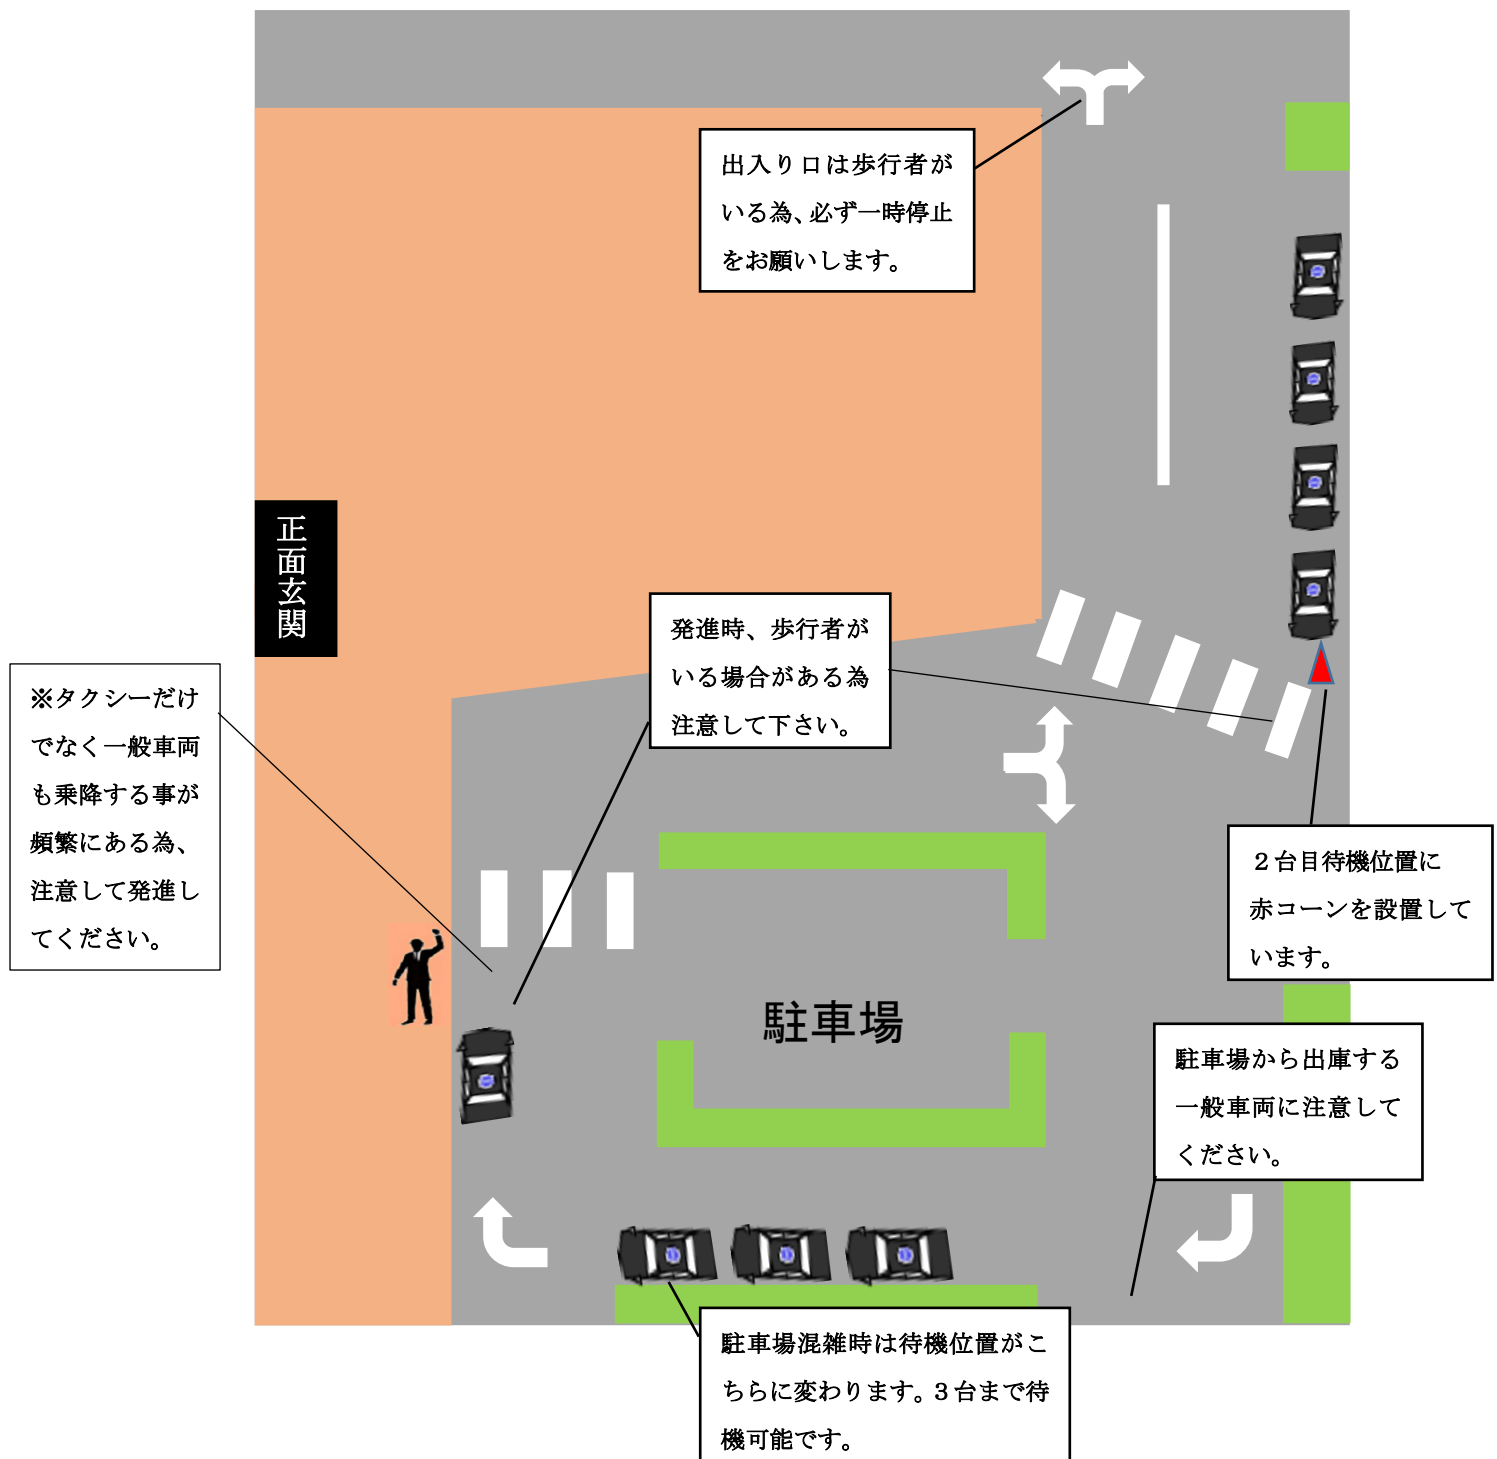 出入り口は歩行者が
いる為、必ず一時停止
をお願いします。
正面玄関
発進時、歩行者が
いる場合がある為
注意して下さい。
※タクシーだけ
でなく一般車両
も乗降する事が
頻繁にある為、
注意して発進し
てください。
２台目待機位置に
赤コーンを設置して
います。
駐車場
駐車場から出庫する
一般車両に注意して
ください。
駐車場混雑時は待機位置がこ
ちらに変わります。３台まで待
機可能です。